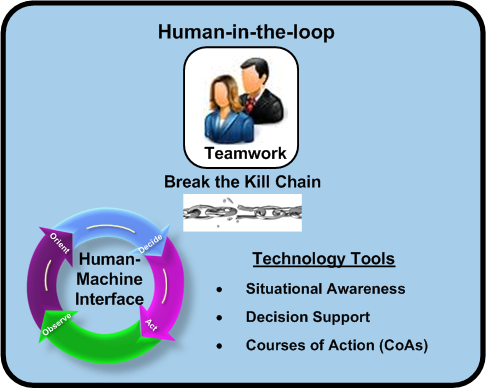 Human-in-the-loop
Teamwork
Break the Kill Chain
Orient
Decide
Human-
Machine
Interface
Observe
Act
Technology Tools
• Situational Awareness
• Decision Support
• Courses of Action (CoAs)